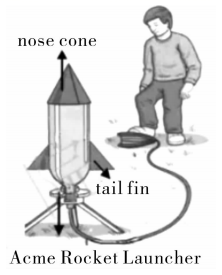 nose cone
tail fin
Acme Rocket Launcher